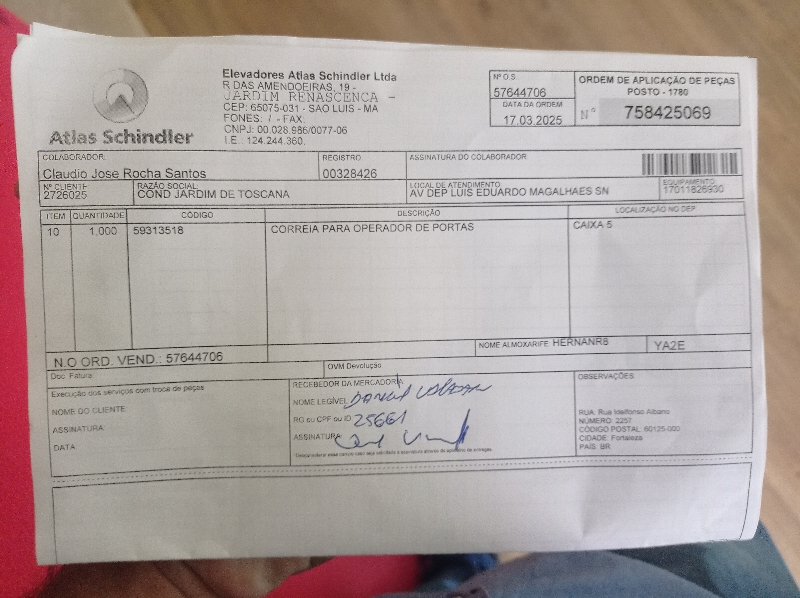 Elevadores Atlas Schindler Ltda
R DAS AMENDOEIRAS, 19 -
JARDIM RENASCENCA -
CEP: 65075-031 - SAO LUIS - MA
FONES: / - FAX:
CNPJ: 00.028.986/0077-06
I.E.: 124.244.360.
Atlas Schindler
Nº O.S.
57644706
DATA DA ORDEM
17.03.2025
ORDEM DE APLICAÇÃO DE PEÇAS
POSTO - 1780
Nº 758425069
COLABORADOR:
Claudio Jose Rocha Santos
REGISTRO
00328426
ASSINATURA DO COLABORADOR
Nº CLIENTE
2726025
RAZÃO SOCIAL:
COND JARDIM DE TOSCANA
LOCAL DE ATENDIMENTO
AV DEP LUIS EDUARDO MAGALHAES SN
EQUIPAMENTO
17011826930
ITEM QUANTIDADE CÓDIGO DESCRIÇÃO LOCALIZAÇÃO NO DEP
10 1,000 59313518 CORREIA PARA OPERADOR DE PORTAS CAIXA 5
N.O ORD. VEND.: 57644706
NOME ALMOXARIFE HERNANR8
YA2E
Doc. Fatura:
OVM Devolução
Execução dos serviços com troca de peças
NOME DO CLIENTE
ASSINATURA
DATA
RECEBEDOR DA MERCADORIA
NOME LEGÍVEL
RG ou CPF ou ID 25661
ASSINATURA
OBSERVAÇÕES
RUA: Rua Idelfonso Albano
NÚMERO: 2257
CÓDIGO POSTAL: 60125-000
CIDADE: Fortaleza
PAÍS: BR